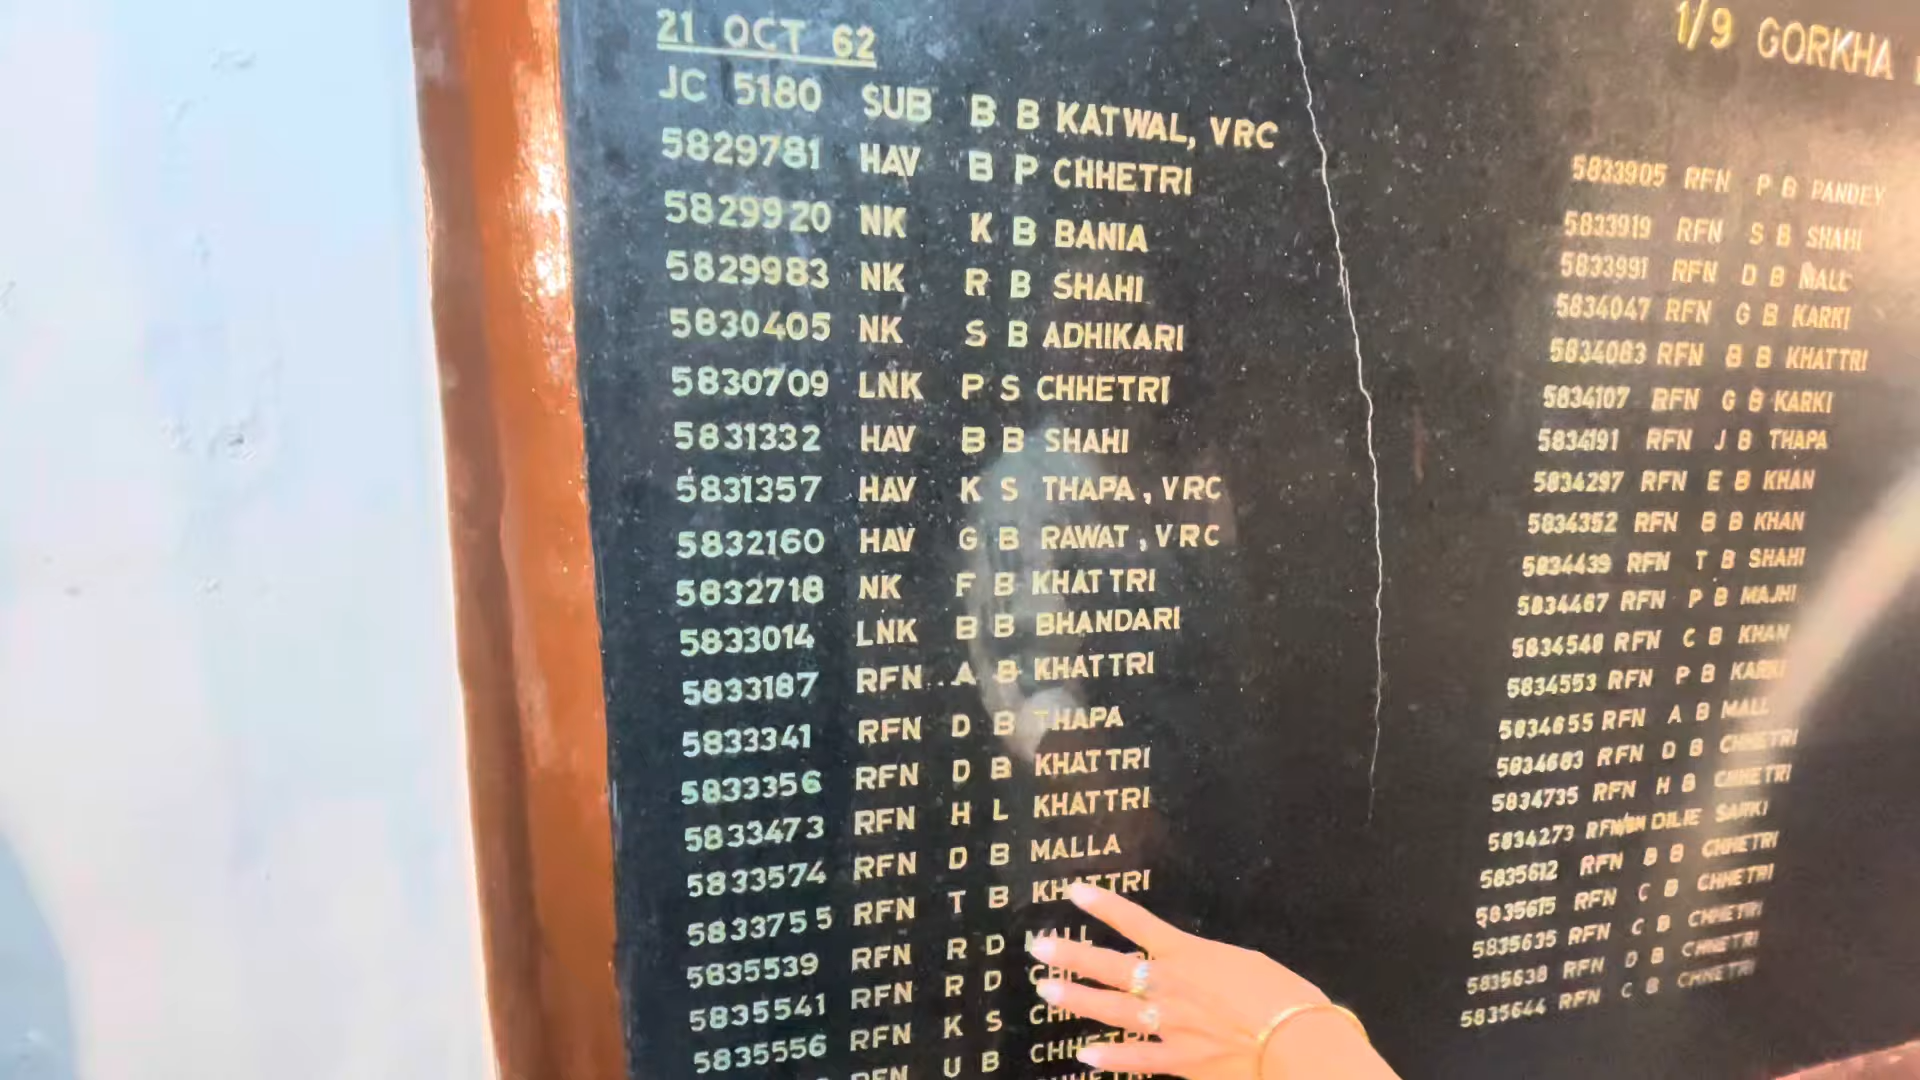 21 OCT 62
JC 5180 SUB B B KATWAL, VRC
5829781 HAV B P CHHETRI
5829920 NK K B BANIA
5829983 NK R B SHAHI
5830405 NK S B ADHIKARI
5830709 LNK P S CHHETRI
5831332 HAV B B SHAHI
5831357 HAV K S THAPA, VRC
5832160 HAV G B RAWAT, VRC
5832718 NK F B KHATTRI
5833014 LNK B B BHANDARI
5833187 RFN A B KHATTRI
5833341 RFN D B THAPA
5833356 RFN D B KHATTRI
5833473 RFN H L KHATTRI
5833574 RFN D B MALLA
5833755 RFN T B KHATTRI
5835539 RFN R D MALL
5835541 RFN R D
5835556 RFN K S
RFN U B CHHETRI
1/9 GORKHA
5833905 RFN P B PANDEY
5833919 RFN S B SHAHI
5833991 RFN D B MALL
5834047 RFN G B KARKI
5834083 RFN B B KHATTRI
5834107 RFN G B KARKI
5834191 RFN J B THAPA
5834297 RFN E B KHAN
5834352 RFN B B KHAN
5834439 RFN T B SHAHI
5834467 RFN P B MAJHI
5834548 RFN C B KHAN
5834553 RFN P B KARKI
5834655 RFN A B MALL
5834683 RFN D B CHHETRI
5834735 RFN H B CHHETRI
5834273 DILIE SARKI
5835612 RFN B B CHHETRI
5835615 RFN C B CHHETRI
5835635 RFN C B CHHETRI
5835638 RFN D B CHHETRI
5835644 RFN C B CHHETRI